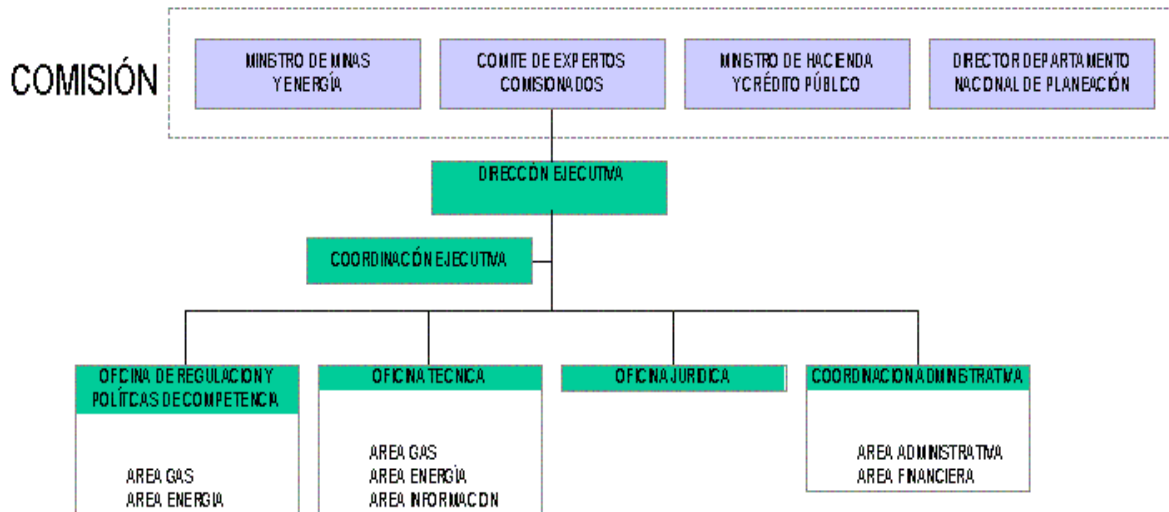 COMISIÓN
MINISTRO DE MINAS
Y ENERGÍA
COMITE DE EXPERTOS
COMISIONADOS
MINISTRO DE HACIENDA
Y CRÉDITO PÚBLICO
DIRECTOR DEPARTAMENTO
NACIONAL DE PLANEACIÓN
DIRECCIÓN EJECUTIVA
COORDINACIÓN EJECUTIVA
OFICINA DE REGULACION Y
POLÍTICAS DE COMPETENCIA
AREA GAS
AREA ENERGIA
OFICINA TECNICA
AREA GAS
AREA ENERGÍA
AREA INFORMACION
OFICINA JURIDICA
COORDINACION ADMINISTRATIVA
AREA ADMINISTRATIVA
AREA FINANCIERA